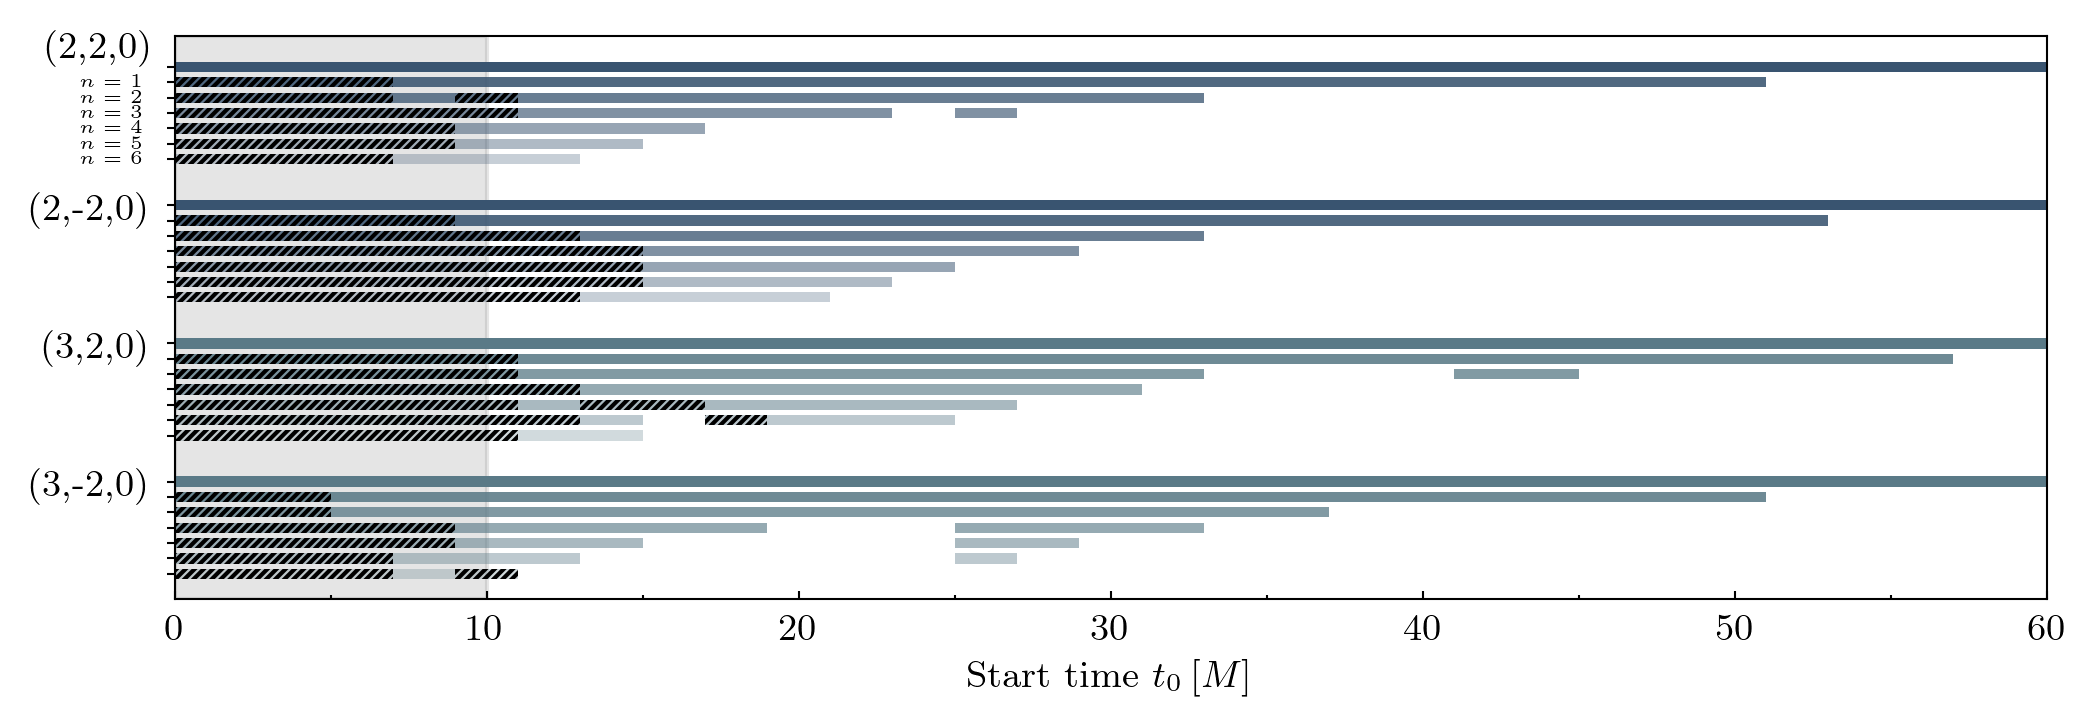 (2,2,0)
n = 1
n = 2
n = 3
n = 4
n = 5
n = 6
(2,-2,0)
(3,2,0)
(3,-2,0)
0 10 20 30 40 50 60
Start time t₀ [M]